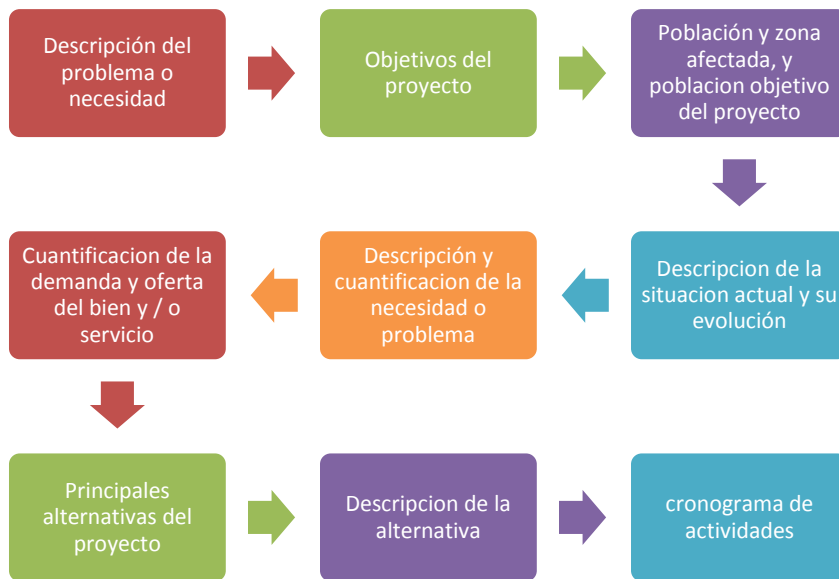 Descripción del
problema o
necesidad
Objetivos del
proyecto
Población y zona
afectada, y
poblacion objetivo
del proyecto
Descripcion de la
situacion actual y su
evolución
Descripción y
cuantificacion de la
necesidad o
problema
Cuantificacion de la
demanda y oferta
del bien y / o
servicio
Principales
alternativas del
proyecto
Descripcion de la
alternativa
cronograma de
actividades